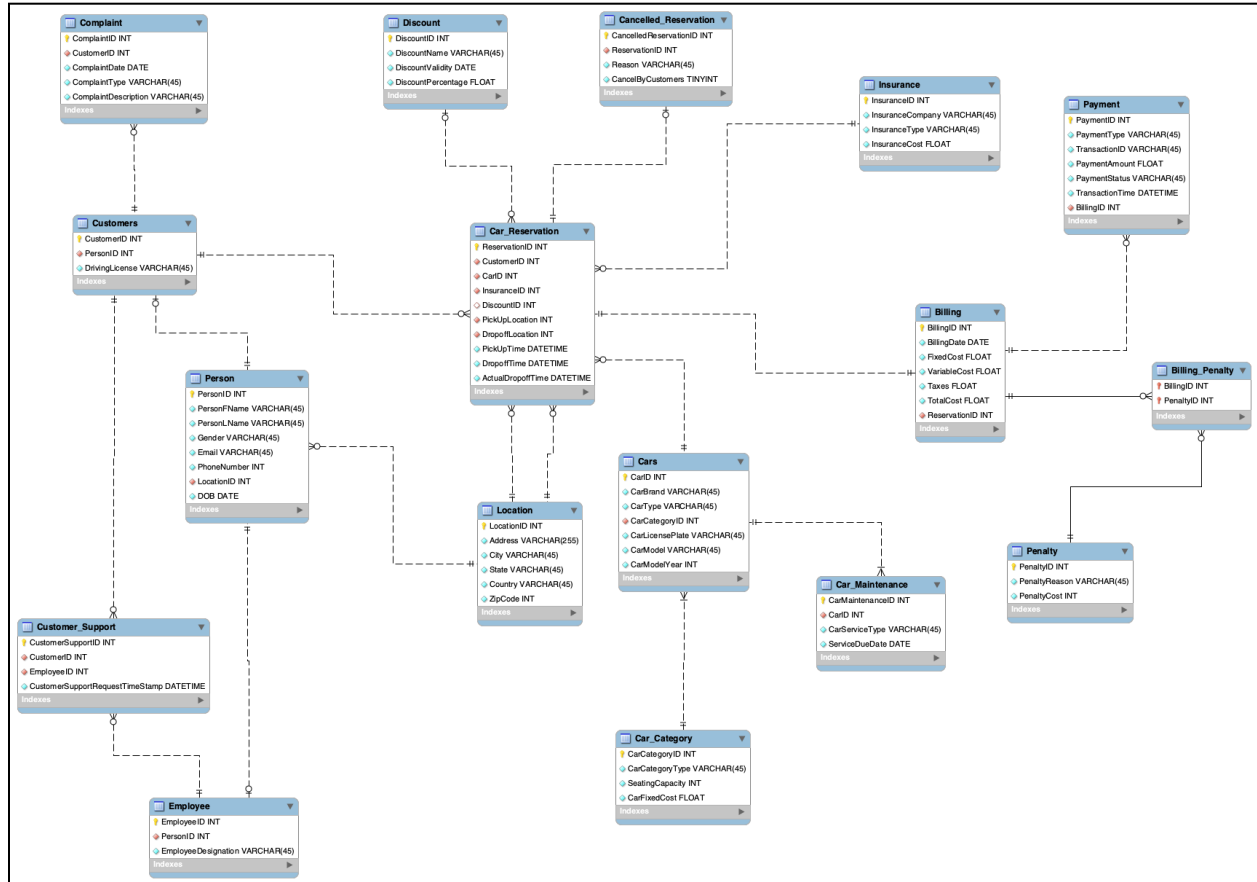 Complaint
ComplaintID INT
CustomerID INT
ComplaintDate DATE
ComplaintType VARCHAR(45)
ComplaintDescription VARCHAR(45)
Indexes
Discount
DiscountID INT
DiscountName VARCHAR(45)
DiscountValidity DATE
DiscountPercentage FLOAT
Indexes
Cancelled_Reservation
CancelledReservationID INT
ReservationID INT
Reason VARCHAR(45)
CancelByCustomers TINYINT
Indexes
Insurance
InsuranceID INT
InsuranceCompany VARCHAR(45)
InsuranceType VARCHAR(45)
InsuranceCost FLOAT
Indexes
Payment
PaymentID INT
PaymentType VARCHAR(45)
TransactionID VARCHAR(45)
PaymentAmount FLOAT
PaymentStatus VARCHAR(45)
TransactionTime DATETIME
BillingID INT
Indexes
Customers
CustomerID INT
PersonID INT
DrivingLicense VARCHAR(45)
Indexes
Car_Reservation
ReservationID INT
CustomerID INT
CarID INT
InsuranceID INT
DiscountID INT
PickUpLocation INT
DropoffLocation INT
PickUpTime DATETIME
DropoffTime DATETIME
ActualDropoffTime DATETIME
Indexes
Billing
BillingID INT
BillingDate DATE
FixedCost FLOAT
VariableCost FLOAT
Taxes FLOAT
TotalCost FLOAT
ReservationID INT
Indexes
Billing_Penalty
BillingID INT
PenaltyID INT
Indexes
Person
PersonID INT
PersonFName VARCHAR(45)
PersonLName VARCHAR(45)
Gender VARCHAR(45)
Email VARCHAR(45)
PhoneNumber INT
LocationID INT
DOB DATE
Indexes
Location
LocationID INT
Address VARCHAR(255)
City VARCHAR(45)
State VARCHAR(45)
Country VARCHAR(45)
ZipCode INT
Indexes
Cars
CarID INT
CarBrand VARCHAR(45)
CarType VARCHAR(45)
CarCategoryID INT
CarLicensePlate VARCHAR(45)
CarModel VARCHAR(45)
CarModelYear INT
Indexes
Car_Maintenance
CarMaintenanceID INT
CarID INT
CarServiceType VARCHAR(45)
ServiceDueDate DATE
Indexes
Penalty
PenaltyID INT
PenaltyReason VARCHAR(45)
PenaltyCost INT
Indexes
Customer_Support
CustomerSupportID INT
CustomerID INT
EmployeeID INT
CustomerSupportRequestTimeStamp DATETIME
Indexes
Car_Category
CarCategoryID INT
CarCategoryType VARCHAR(45)
SeatingCapacity INT
CarFixedCost FLOAT
Indexes
Employee
EmployeeID INT
PersonID INT
EmployeeDesignation VARCHAR(45)
Indexes